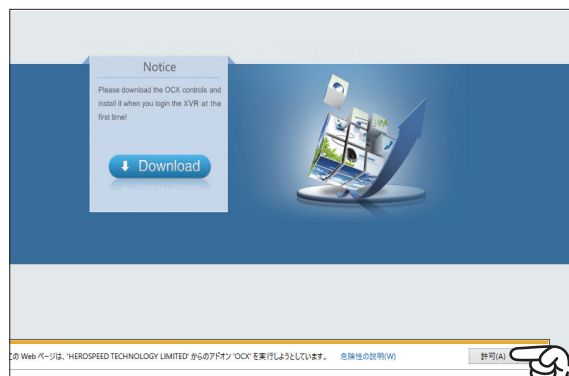 Notice
Please download the OCX controls and
install it when you login the XVR at the
first time!
Download
この Web ページは、'HEROSPEED TECHNOLOGY LIMITED' からのアドオン 'OCX' を実行しようとしています。 危険性の説明(W) 許可(A)